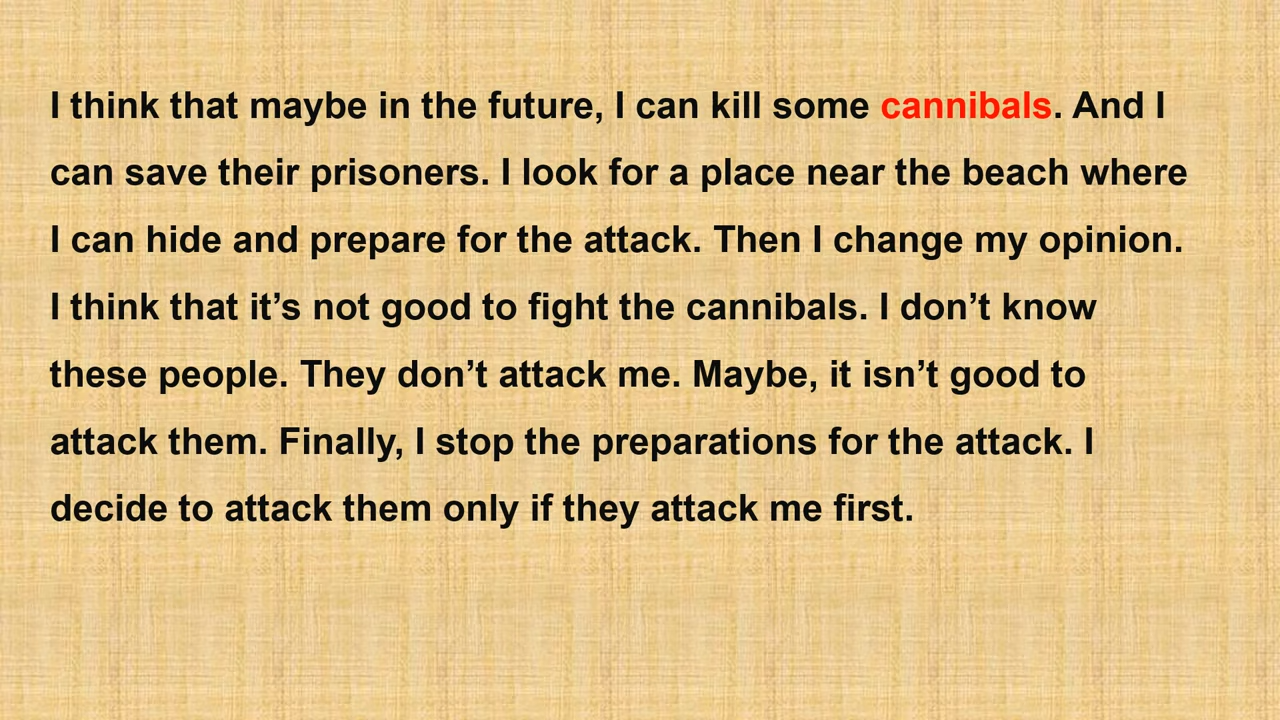 I think that maybe in the future, I can kill some cannibals. And I
can save their prisoners. I look for a place near the beach where
I can hide and prepare for the attack. Then I change my opinion.
I think that it’s not good to fight the cannibals. I don’t know
these people. They don’t attack me. Maybe, it isn’t good to
attack them. Finally, I stop the preparations for the attack. I
decide to attack them only if they attack me first.